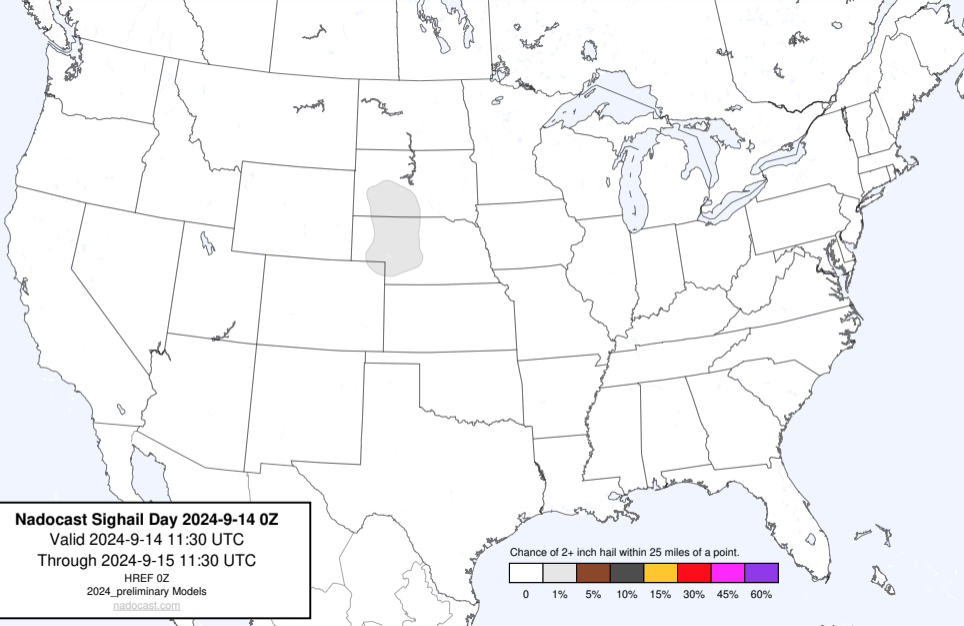 Nadocast Sighail Day 2024-9-14 0Z
Valid 2024-9-14 11:30 UTC
Through 2024-9-15 11:30 UTC
HREF 0Z
2024_preliminary Models
nadocast.com
Chance of 2+ inch hail within 25 miles of a point.
0 1% 5% 10% 15% 30% 45% 60%